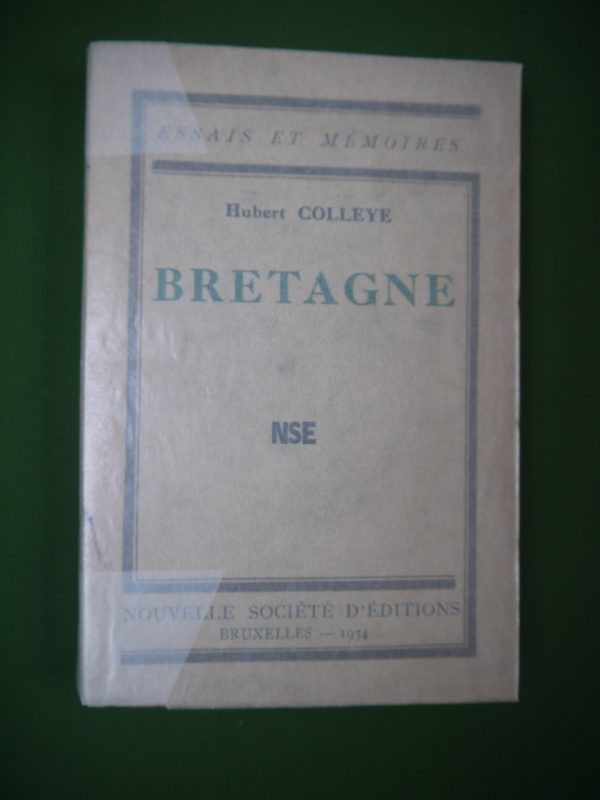 ESSAIS ET MÉMOIRES
Hubert COLLEYE
BRETAGNE
NSE
NOUVELLE SOCIÉTÉ D'ÉDITIONS
BRUXELLES — 1934